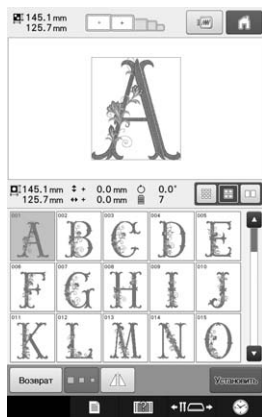 145.1 mm
125.7 mm
A
145.1 mm + 0.0 mm 0.0°
125.7 mm + 0.0 mm 7
001 002 003 004 005
A B C D E
006 007 008 009 010
F G H I J
011 012 013 014 015
K L M N O
Возврат Установить